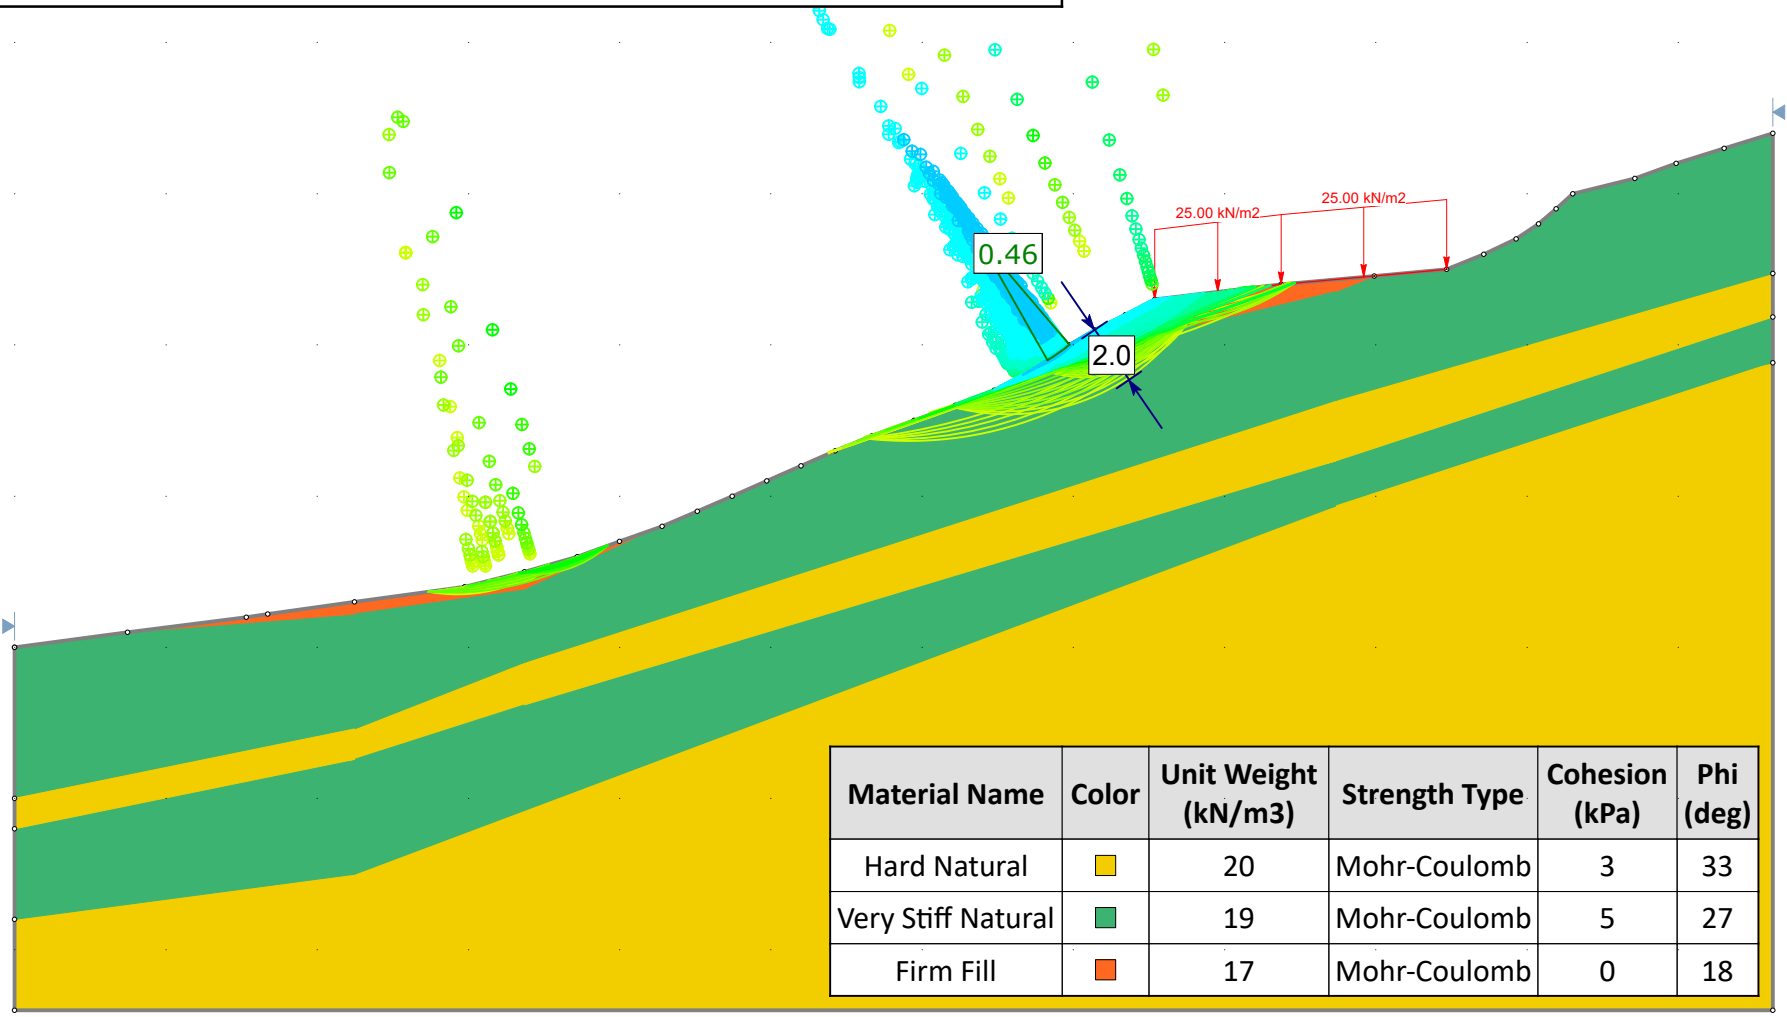 25.00 kN/m2
25.00 kN/m2
0.46
2.0
Material Name Color Unit Weight (kN/m3) Strength Type Cohesion (kPa) Phi (deg)
Hard Natural 20 Mohr-Coulomb 3 33
Very Stiff Natural 19 Mohr-Coulomb 5 27
Firm Fill 17 Mohr-Coulomb 0 18